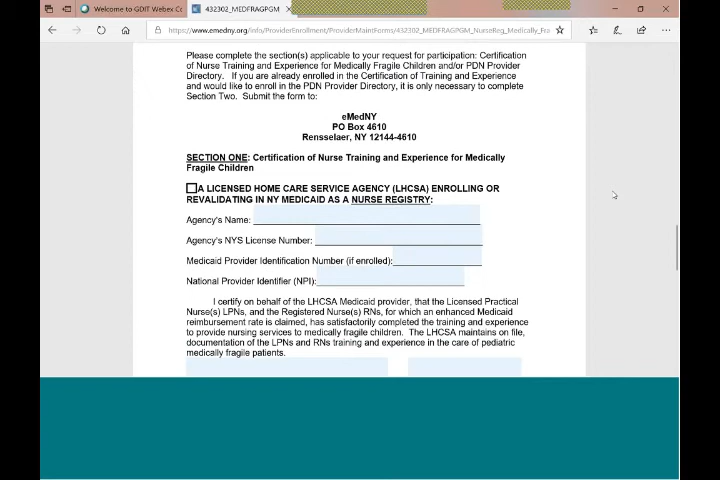 Welcome to GDIT Webex Co
432302_MEDFRAGPGM
https://www.emedny.org/info/ProviderEnrollment/ProviderMaintForms/432302_MEDFRAGPGM_NurseReg_Medically_Fra
Please complete the section(s) applicable to your request for participation: Certification
of Nurse Training and Experience for Medically Fragile Children and/or PDN Provider
Directory. If you are already enrolled in the Certification of Training and Experience
and would like to enroll in the PDN Provider Directory, it is only necessary to complete
Section Two. Submit the form to:
eMedNY
PO Box 4610
Rensselaer, NY 12144-4610
SECTION ONE: Certification of Nurse Training and Experience for Medically
Fragile Children
A LICENSED HOME CARE SERVICE AGENCY (LHCSA) ENROLLING OR
REVALIDATING IN NY MEDICAID AS A NURSE REGISTRY:
Agency's Name:
Agency's NYS License Number:
Medicaid Provider Identification Number (if enrolled):
National Provider Identifier (NPI):
I certify on behalf of the LHCSA Medicaid provider, that the Licensed Practical
Nurse(s) LPNs, and the Registered Nurse(s) RNs, for which an enhanced Medicaid
reimbursement rate is claimed, has satisfactorily completed the training and experience
to provide nursing services to medically fragile children. The LHCSA maintains on file,
documentation of the LPNs and RNs training and experience in the care of pediatric
medically fragile patients.